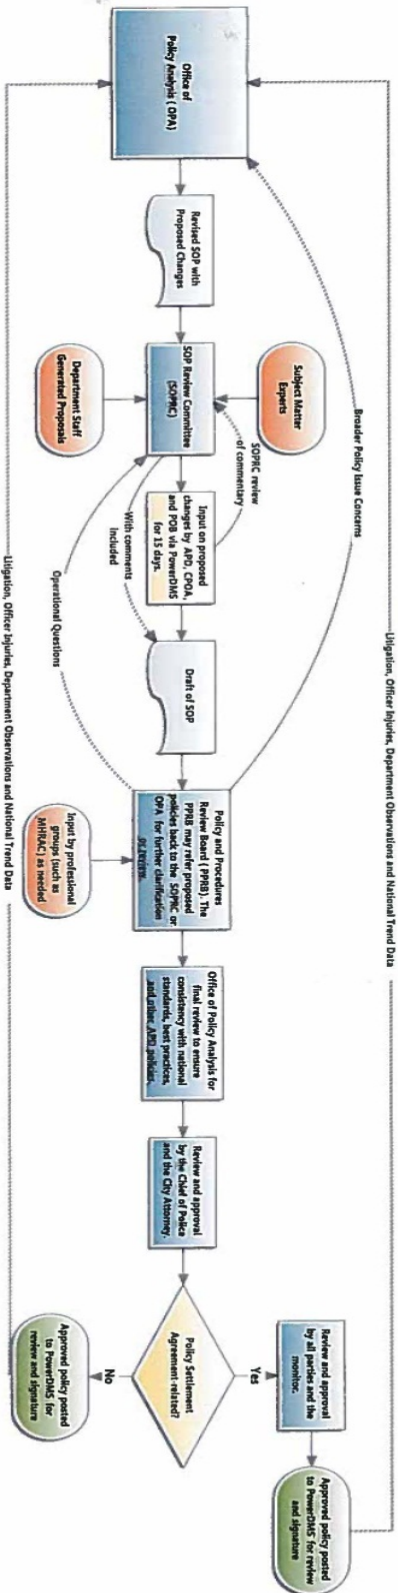 Office of
Policy Analysis ( OPA)
Revised SOP with
Proposed Changes
Subject Matter
Experts
SOP Review Committee
(SOPRC)
Department Staff
Generated Proposals
SOPRC review
of commentary
Input on proposed
changes by APD, CPOA,
and POB via PowerDMS
for 15 days.
With comments
Included
Operational Questions
Draft of SOP
Broader Policy Issue Concerns
Policy and Procedures
Review Board ( PPRB). The
PPRB may refer proposed
policies back to the SOPRC or
OPA for further clarification
or review.
Input by professional
groups (such as
MHRAC) as needed
Office of Policy Analysis for
final review to ensure
consistency with national
standards, best practices,
and other APD policies.
Review and approval
by the Chief of Police
and the City Attorney.
Policy Settlement
Agreement-related?
Yes
No
Review and approval
by all parties and the
monitor.
Approved policy posted
to PowerDMS for review
and signature
Approved policy posted
to PowerDMS for
review and signature
Litigation, Officer Injuries, Department Observations and National Trend Data
Litigation, Officer Injuries, Department Observations and National Trend Data